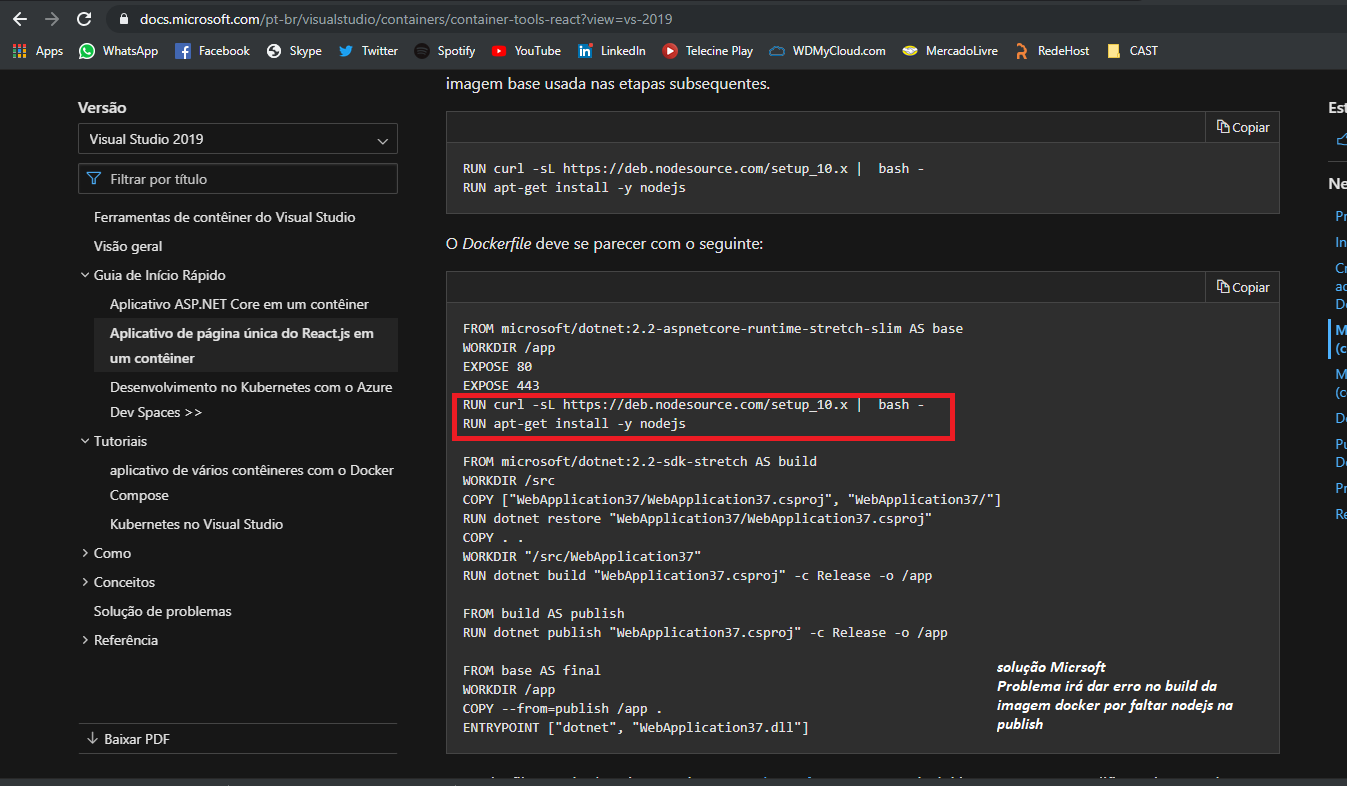 docs.microsoft.com/pt-br/visualstudio/containers/container-tools-react?view=vs-2019
Apps WhatsApp Facebook Skype Twitter Spotify YouTube LinkedIn Telecine Play WDMyCloud.com MercadoLivre RedeHost CAST
Versão
Visual Studio 2019
Filtrar por título
Ferramentas de contêiner do Visual Studio
Visão geral
Guia de Início Rápido
Aplicativo ASP.NET Core em um contêiner
Aplicativo de página única do React.js em
um contêiner
Desenvolvimento no Kubernetes com o Azure
Dev Spaces >>
Tutoriais
aplicativo de vários contêineres com o Docker
Compose
Kubernetes no Visual Studio
Como
Conceitos
Solução de problemas
Referência
Baixar PDF
imagem base usada nas etapas subsequentes.
Copiar
RUN curl -sL https://deb.nodesource.com/setup_10.x |  bash -
RUN apt-get install -y nodejs
O Dockerfile deve se parecer com o seguinte:
Copiar
FROM microsoft/dotnet:2.2-aspnetcore-runtime-stretch-slim AS base
WORKDIR /app
EXPOSE 80
EXPOSE 443
RUN curl -sL https://deb.nodesource.com/setup_10.x |  bash -
RUN apt-get install -y nodejs
FROM microsoft/dotnet:2.2-sdk-stretch AS build
WORKDIR /src
COPY ["WebApplication37/WebApplication37.csproj", "WebApplication37/"]
RUN dotnet restore "WebApplication37/WebApplication37.csproj"
COPY . .
WORKDIR "/src/WebApplication37"
RUN dotnet build "WebApplication37.csproj" -c Release -o /app
FROM build AS publish
RUN dotnet publish "WebApplication37.csproj" -c Release -o /app
FROM base AS final
WORKDIR /app
COPY --from=publish /app .
ENTRYPOINT ["dotnet", "WebApplication37.dll"]
solução Micrsoft
Problema irá dar erro no build da
imagem docker por faltar nodejs na
publish
Est
Ne
Pr
In
Cr
ac
De
M
(c
M
(c
De
Pu
De
Pr
Re